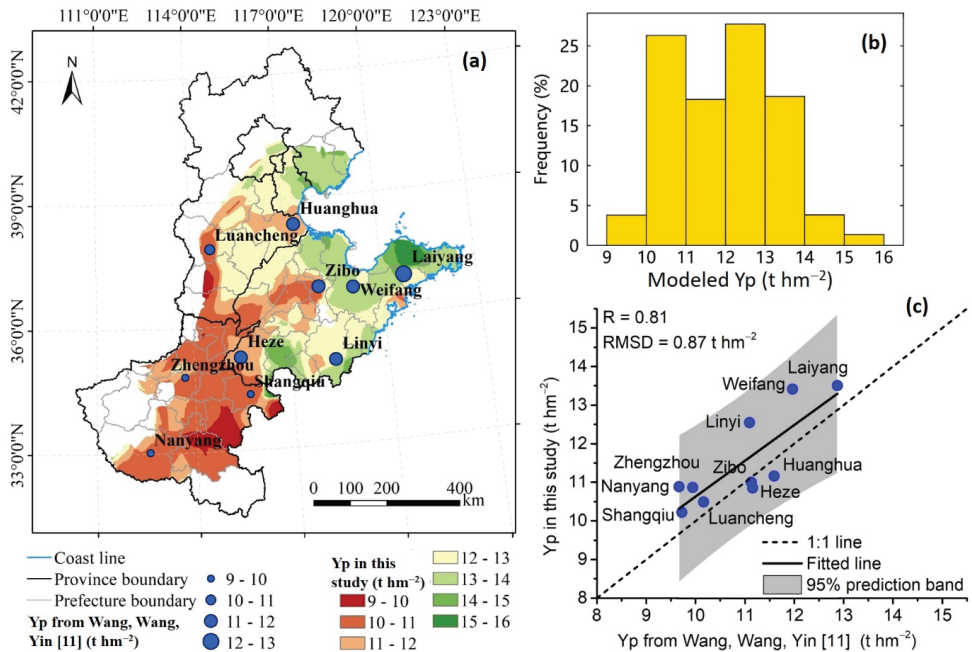 111°0'0"E 114°0'0"E 117°0'0"E 120°0'0"E 123°0'0"E
42°0'0"N
39°0'0"N
36°0'0"N
33°0'0"N
N
(a)
Huanghua
Luancheng
Laiyang
Zibo
Weifang
Heze
Linyi
Zhengzhou
Shangqiu
Nanyang
0 100 200 300 400
km
Coast line
Province boundary
Prefecture boundary
Yp from Wang, Wang,
Yin [11] (t hm⁻²)
9 - 10
10 - 11
11 - 12
12 - 13
Yp in this
study (t hm⁻²)
9 - 10
10 - 11
11 - 12
12 - 13
13 - 14
14 - 15
15 - 16
(b)
Frequency (%)
25
20
15
10
5
0
9 10 11 12 13 14 15 16
Modeled Yp (t hm⁻²)
(c)
R = 0.81
RMSD = 0.87 t hm⁻²
Yp in this study (t hm⁻²)
15
14
13
12
11
10
9
8
Laiyang
Weifang
Linyi
Zhengzhou
Zibo
Huanghua
Nanyang
Heze
Shangqiu
Luancheng
1:1 line
Fitted line
95% prediction band
8 9 10 11 12 13 14 15
Yp from Wang, Wang, Yin [11] (t hm⁻²)